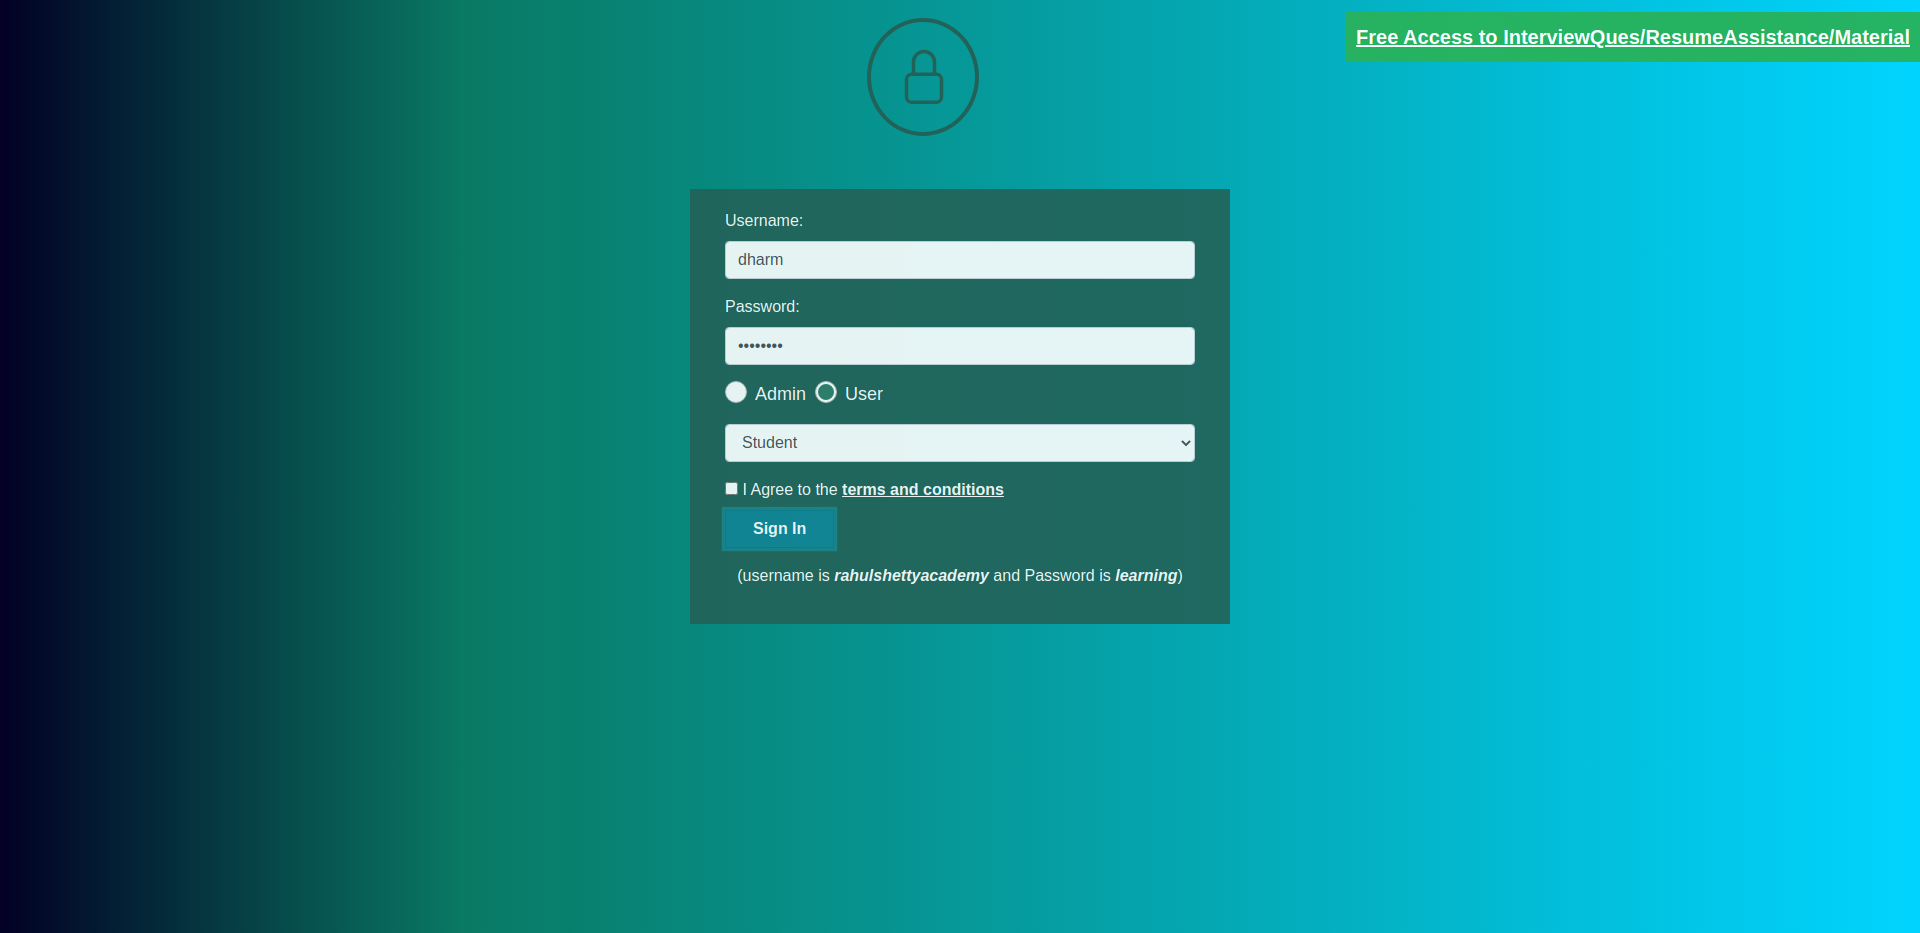 Free Access to InterviewQues/ResumeAssistance/Material
Username:
dharm
Password:
••••••••
Admin User
Student
I Agree to the terms and conditions
Sign In
(username is rahulshettyacademy and Password is learning)